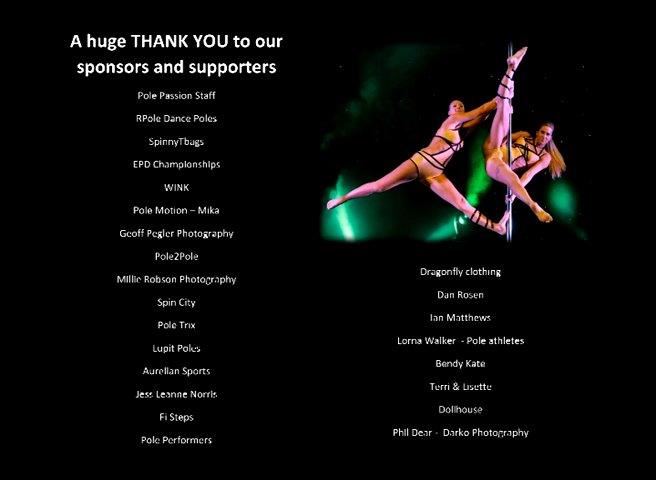 A huge THANK YOU to our
sponsors and supporters
Pole Passion Staff
RPole Dance Poles
SpinnyTbags
EPD Championships
WINK
Pole Motion – Mika
Geoff Pegler Photography
Pole2Pole
Millie Robson Photography
Spin City
Pole Trix
Lupit Poles
Aurellan Sports
Jess Leanne Norris
Fi Steps
Pole Performers
Dragonfly clothing
Dan Rosen
Ian Matthews
Lorna Walker - Pole athletes
Bendy Kate
Terri & Lisette
Dollhouse
Phil Dear - Darko Photography